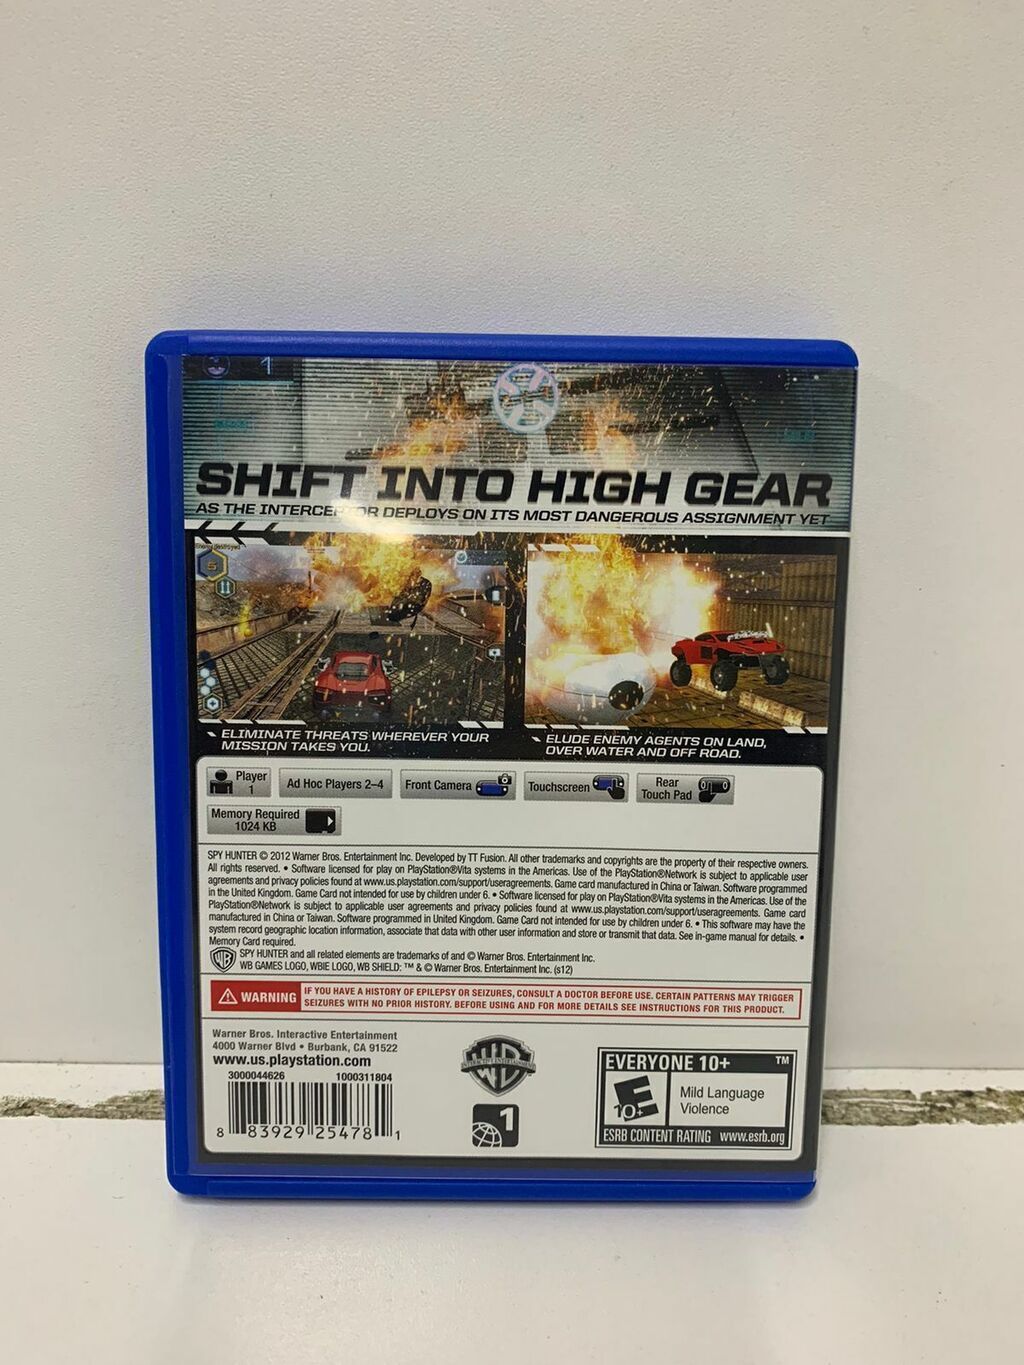 1
SHIFT INTO HIGH GEAR
AS THE INTERCEPTOR DEPLOYS ON ITS MOST DANGEROUS ASSIGNMENT YET
5
ELIMINATE THREATS WHEREVER YOUR
MISSION TAKES YOU.
ELUDE ENEMY AGENTS ON LAND,
OVER WATER AND OFF ROAD.
Player
1
Ad Hoc Players 2–4
Front Camera
Touchscreen
Rear
Touch Pad
Memory Required
1024 KB
SPY HUNTER © 2012 Warner Bros. Entertainment Inc. Developed by TT Fusion. All other trademarks and copyrights are the property of their respective owners.
All rights reserved. • Software licensed for play on PlayStation®Vita systems in the Americas. Use of the PlayStation®Network is subject to applicable user
agreements and privacy policies found at www.us.playstation.com/support/useragreements. Game card manufactured in China or Taiwan. Software programmed
in the United Kingdom. Game Card not intended for use by children under 6. • Software licensed for play on PlayStation®Vita systems in the Americas. Use of the
PlayStation®Network is subject to applicable user agreements and privacy policies found at www.us.playstation.com/support/useragreements. Game card
manufactured in China or Taiwan. Software programmed in United Kingdom. Game Card not intended for use by children under 6. • This software may have the
system record geographic location information, associate that data with other user information and store or transmit that data. See in-game manual for details. •
Memory Card required.
SPY HUNTER and all related elements are trademarks of and © Warner Bros. Entertainment Inc.
WB GAMES LOGO, WBIE LOGO, WB SHIELD: ™ & © Warner Bros. Entertainment Inc. (s12)
WARNING
IF YOU HAVE A HISTORY OF EPILEPSY OR SEIZURES, CONSULT A DOCTOR BEFORE USE. CERTAIN PATTERNS MAY TRIGGER
SEIZURES WITH NO PRIOR HISTORY. BEFORE USING AND FOR MORE DETAILS SEE INSTRUCTIONS FOR THIS PRODUCT.
Warner Bros. Interactive Entertainment
4000 Warner Blvd • Burbank, CA 91522
www.us.playstation.com
3000044626 1000311804
8 83929 25478 1
WB
1
EVERYONE 10+ ™
E
10+
Mild Language
Violence
ESRB CONTENT RATING www.esrb.org